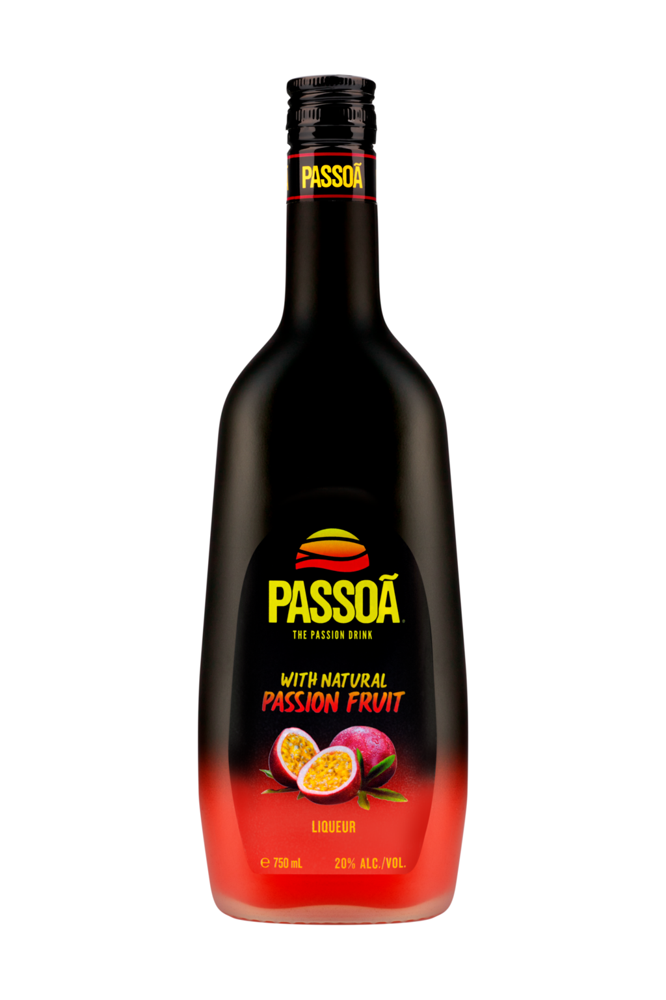 PASSOÃ
PASSOÃ®
THE PASSION DRINK
WITH NATURAL
PASSION FRUIT
LIQUEUR
℮ 750 mL 20% ALC./VOL.